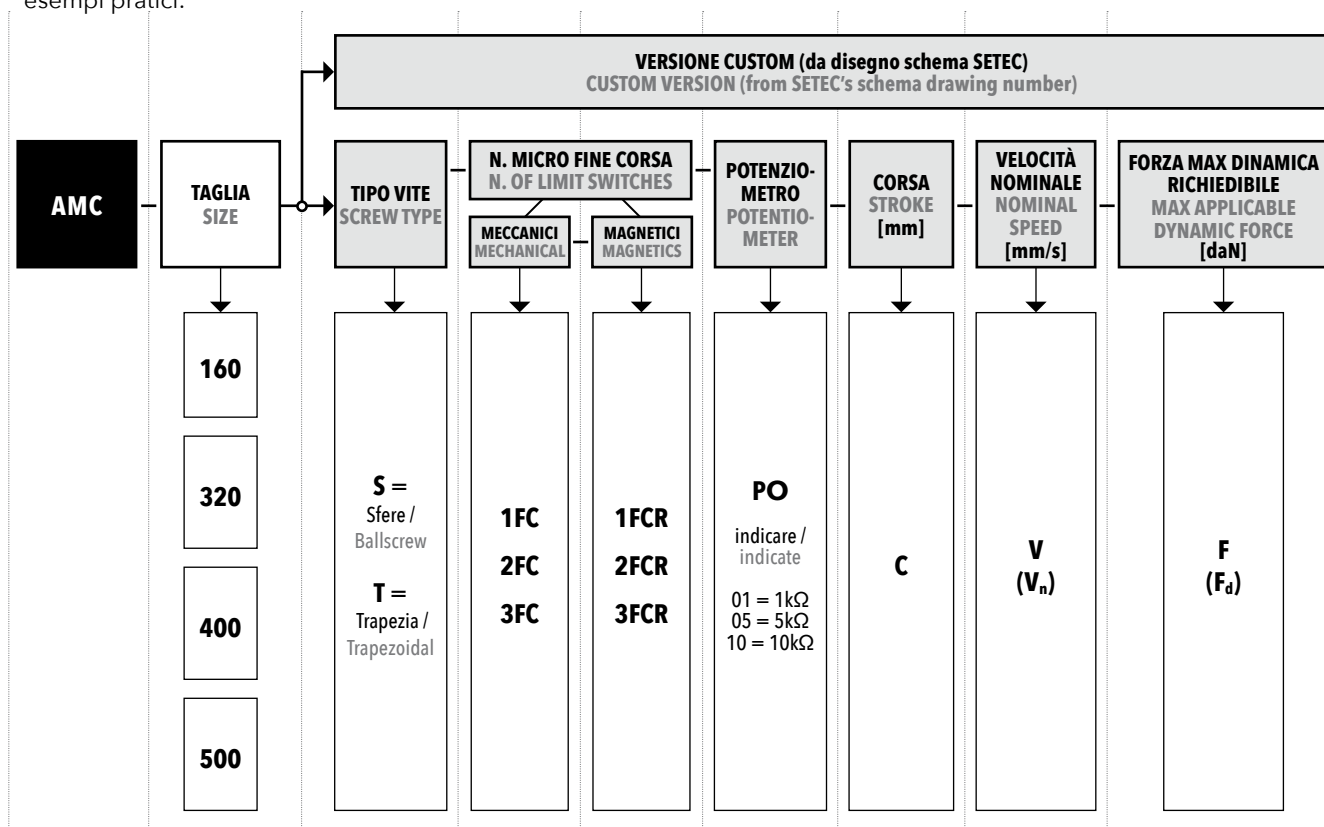 esempi pratici.
VERSIONE CUSTOM (da disegno schema SETEC)
CUSTOM VERSION (from SETEC's schema drawing number)
AMC
TAGLIA
SIZE
TIPO VITE
SCREW TYPE
N. MICRO FINE CORSA
N. OF LIMIT SWITCHES
MECCANICI
MECHANICAL
MAGNETICI
MAGNETICS
POTENZIO-
METRO
POTENTIO-
METER
CORSA
STROKE
[mm]
VELOCITÀ
NOMINALE
NOMINAL
SPEED
[mm/s]
FORZA MAX DINAMICA
RICHIEDIBILE
MAX APPLICABLE
DYNAMIC FORCE
[daN]
160
320
400
500
S =
Sfere /
Ballscrew
T =
Trapezia /
Trapezoidal
1FC
2FC
3FC
1FCR
2FCR
3FCR
PO
indicare /
indicate
01 = 1kΩ
05 = 5kΩ
10 = 10kΩ
C
V
(Vn)
F
(Fd)